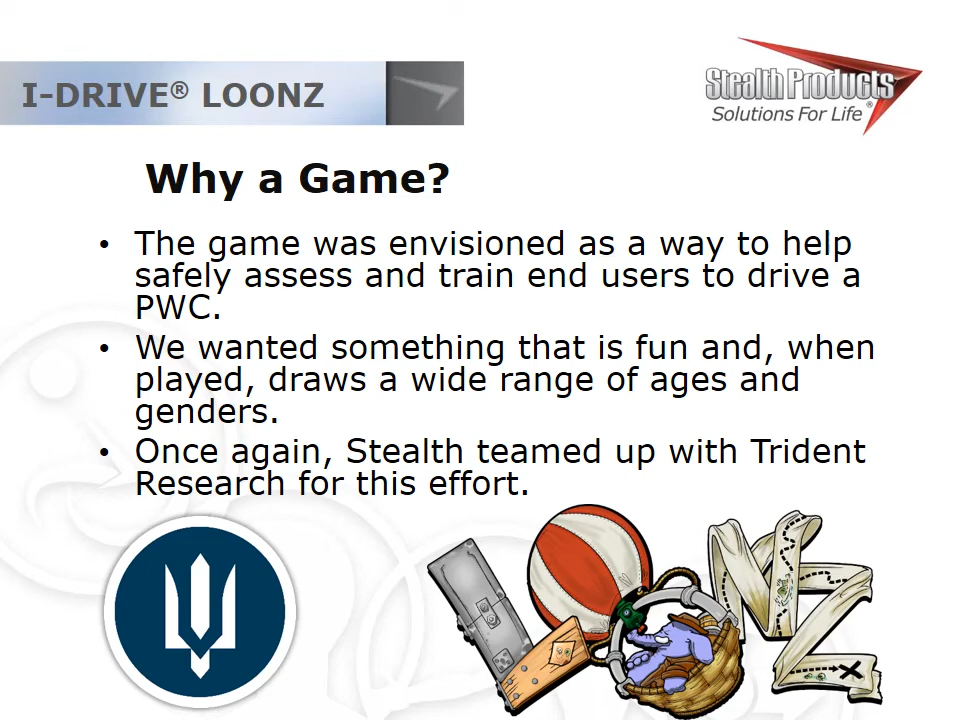 I-DRIVE® LOONZ
Stealth Products®
Solutions For Life
Why a Game?
• The game was envisioned as a way to help
safely assess and train end users to drive a
PWC.
• We wanted something that is fun and, when
played, draws a wide range of ages and
genders.
• Once again, Stealth teamed up with Trident
Research for this effort.
LOONZ